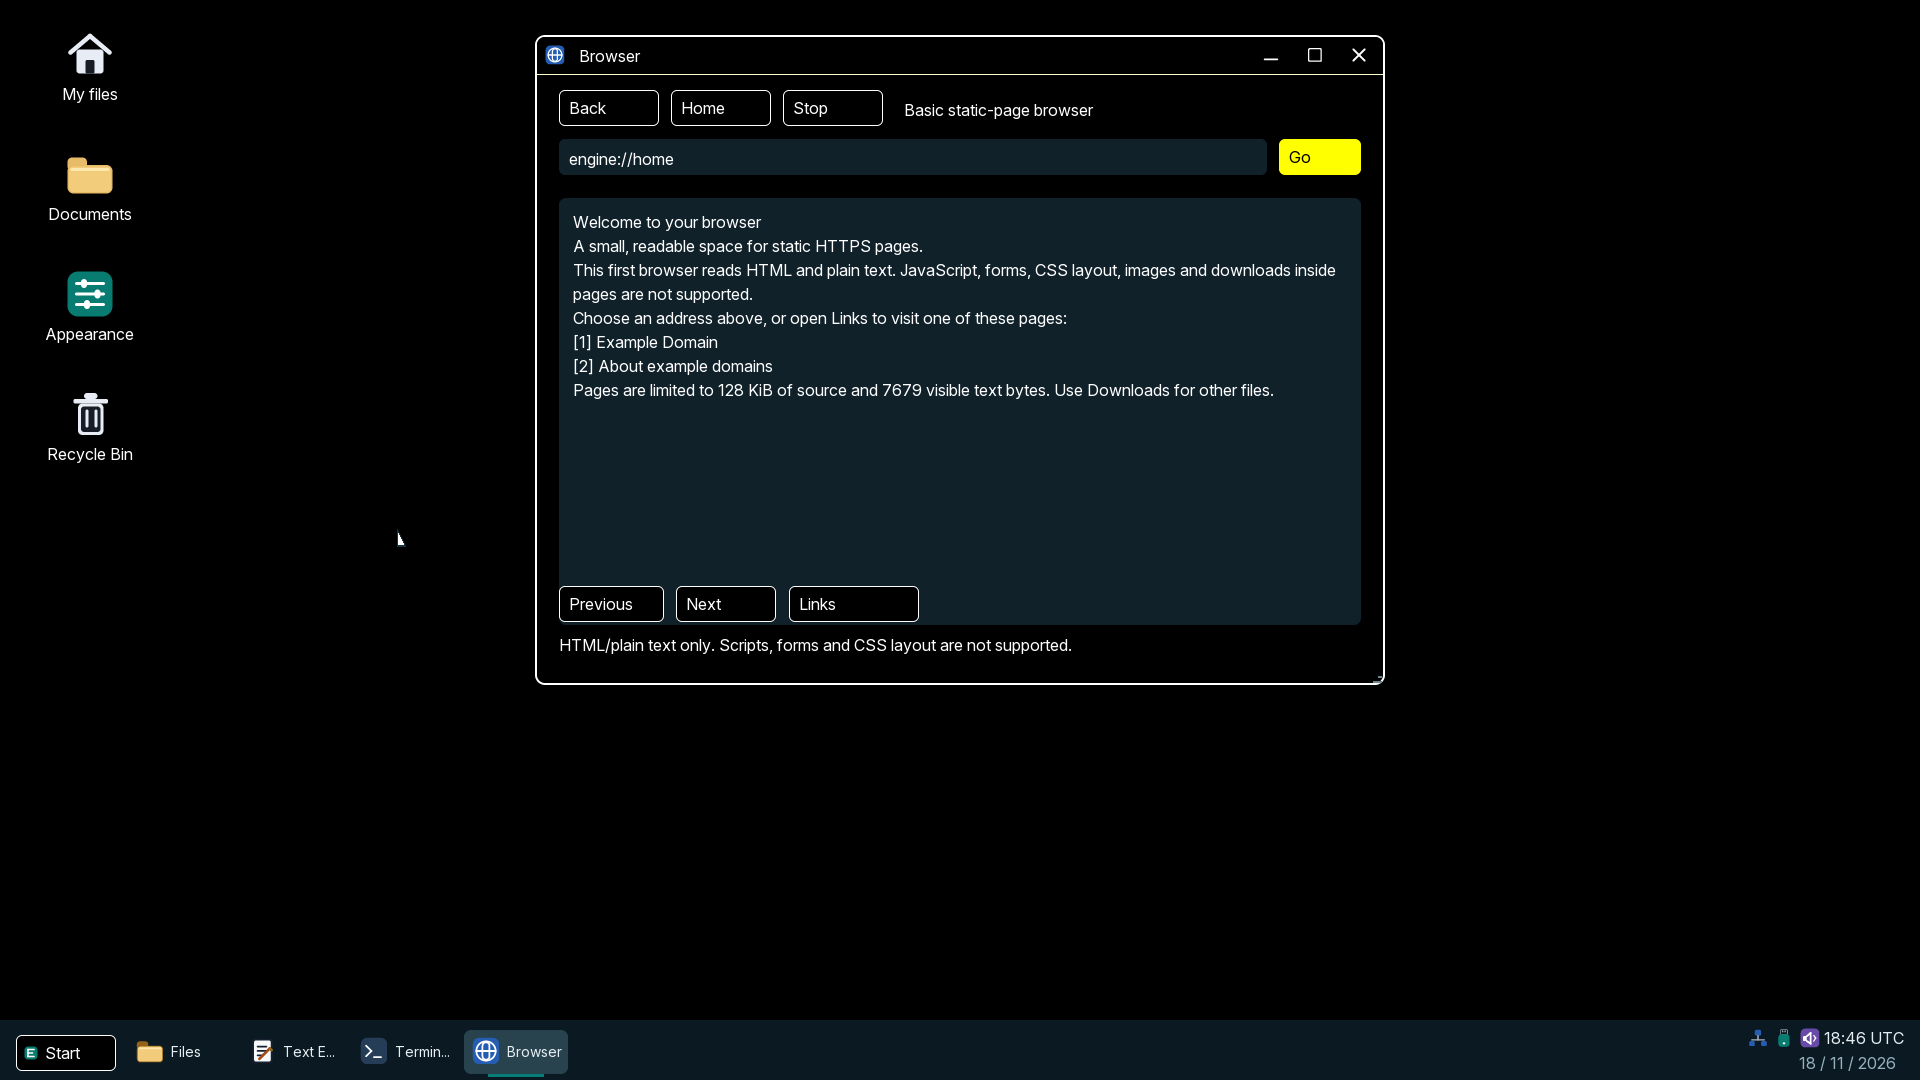 My files
Documents
Appearance
Recycle Bin
Browser
Back
Home
Stop
Basic static-page browser
engine://home
Go
Welcome to your browser
A small, readable space for static HTTPS pages.
This first browser reads HTML and plain text. JavaScript, forms, CSS layout, images and downloads inside
pages are not supported.
Choose an address above, or open Links to visit one of these pages:
[1] Example Domain
[2] About example domains
Pages are limited to 128 KiB of source and 7679 visible text bytes. Use Downloads for other files.
Previous
Next
Links
HTML/plain text only. Scripts, forms and CSS layout are not supported.
E Start
Files
Text E...
Termin...
Browser
18:46 UTC
18 / 11 / 2026